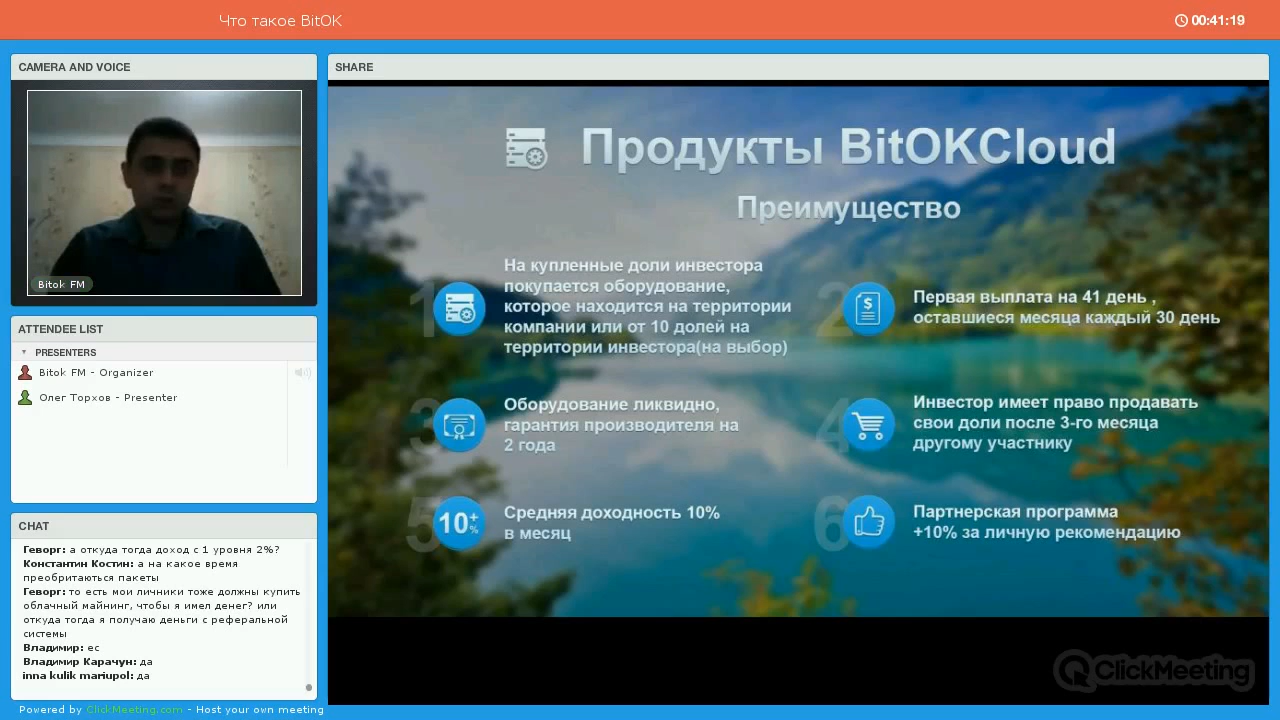 Что такое BitOK
00:41:19
CAMERA AND VOICE
Bitok FM
ATTENDEE LIST
PRESENTERS
Bitok FM - Organizer
Олег Торхов - Presenter
CHAT
Геворг: а откуда тогда доход с 1 уровня 2%?
Константин Костин: а на какое время
преобритаються пакеты
Геворг: то есть мои личники тоже должны купить
облачный майнинг, чтобы я имел денег? или
откуда тогда я получаю деньги с реферальной
системы
Владимир: ес
Владимир Карачун: да
inna kulik mariupol: да
Powered by ClickMeeting.com - Host your own meeting
SHARE
Продукты BitOKCloud
Преимущество
1
На купленные доли инвестора
покупается оборудование,
которое находится на территории
компании или от 10 долей на
территории инвестора(на выбор)
2
Первая выплата на 41 день ,
оставшиеся месяца каждый 30 день
3
Оборудование ликвидно,
гарантия производителя на
2 года
4
Инвестор имеет право продавать
свои доли после 3-го месяца
другому участнику
5
10+%
Средняя доходность 10%
в месяц
6
Партнерская программа
+10% за личную рекомендацию
ClickMeeting